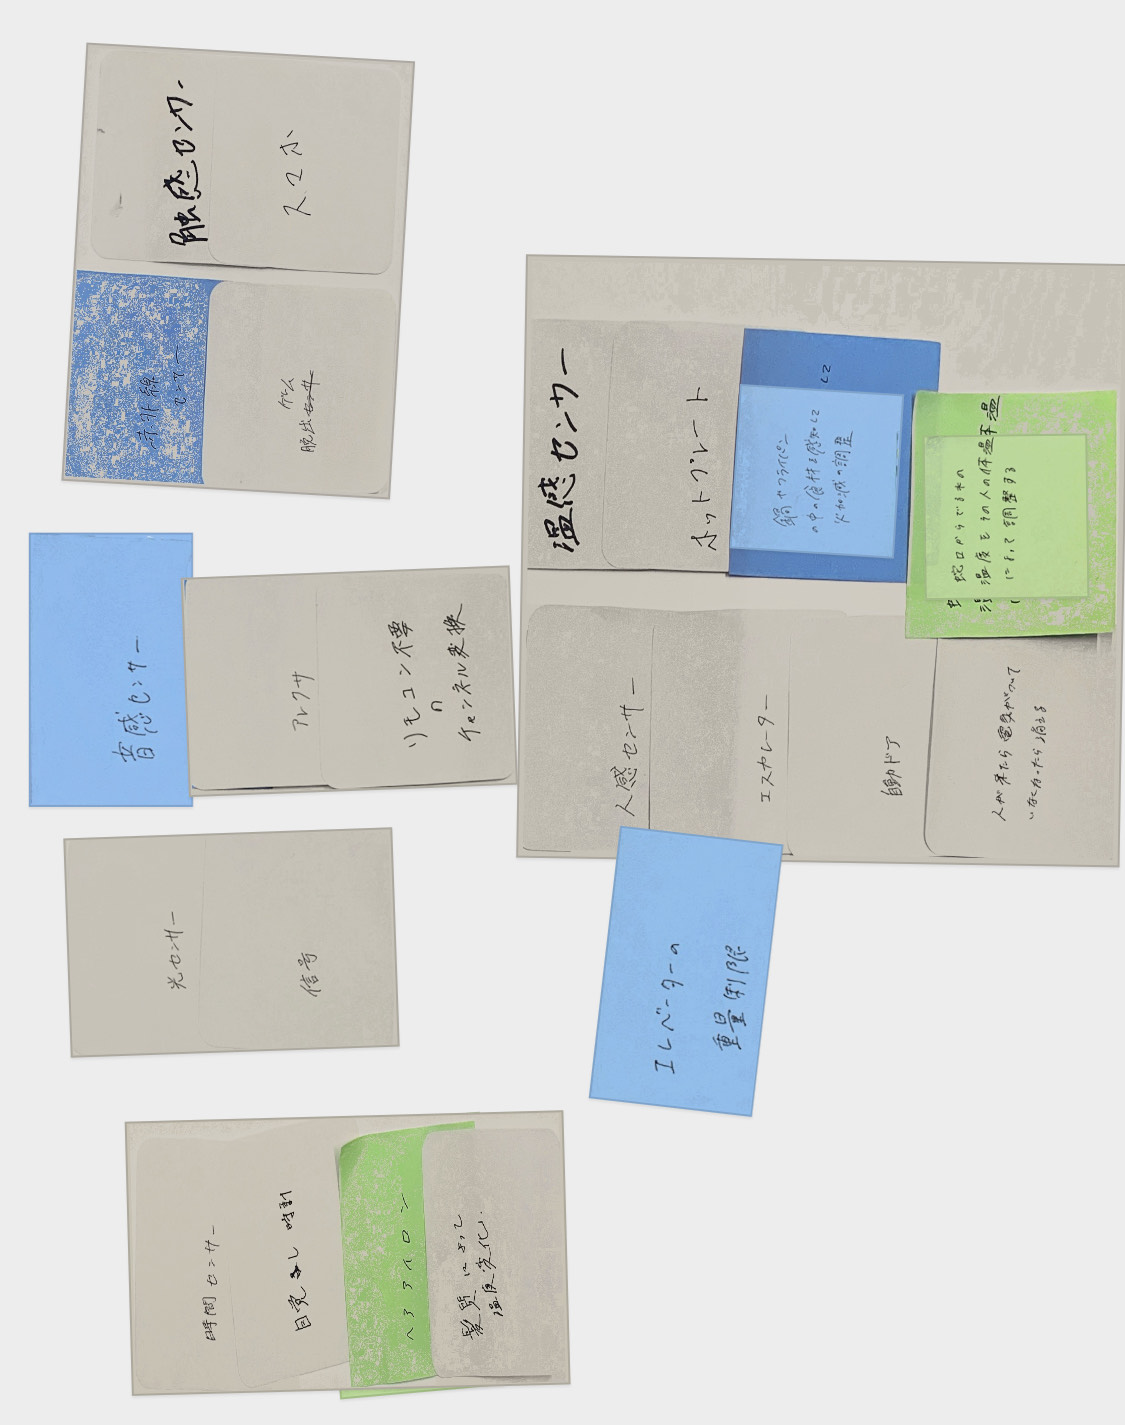 時間センサー
目覚まし時計
ヘアアイロン
髪質によって
温度変化
光センサー
信号
音感センサー
アレクサ
リモコン不要
の
チャンネル変換
赤外線
センサー
ゲーム
脱出
触感センサー
スマホ
エレベーターの
重量制限
人感センサー
エスカレーター
自動ドア
人が来たら電気がついて
いなくなったら消える
温感センサー
ホットプレート
鍋やフライパン
の中の食材を感知して
火加減の調整
して
蛇口からでる水の
温度をその人の体温
によって調整する